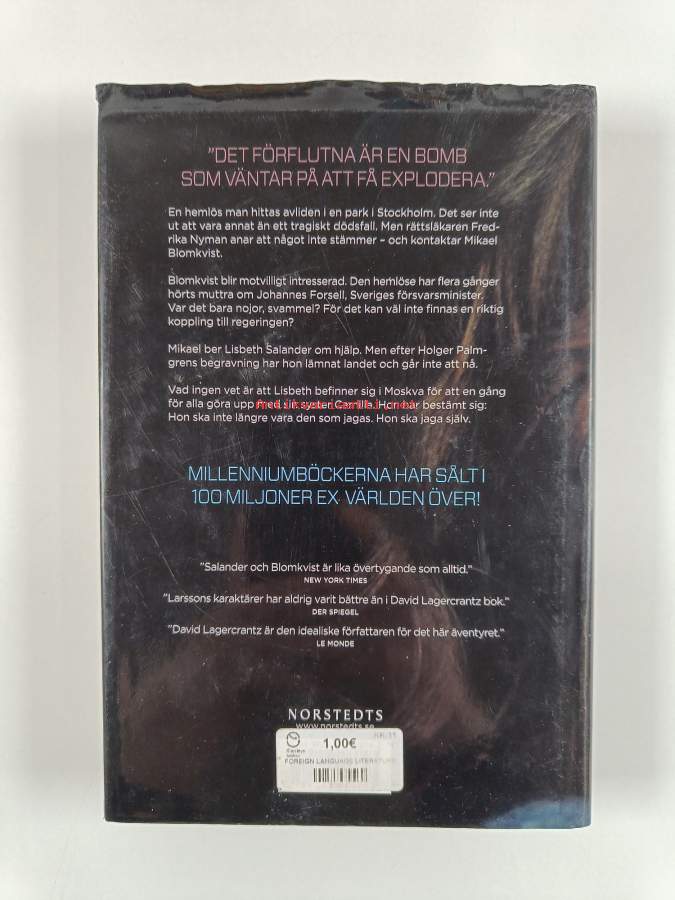 "DET FÖRFLUTNA ÄR EN BOMB
SOM VÄNTAR PÅ ATT FÅ EXPLODERA."
En hemlös man hittas avliden i en park i Stockholm. Det ser inte
ut att vara annat än ett tragiskt dödsfall. Men rättsläkaren Fred-
rika Nyman anar att något inte stämmer – och kontaktar Mikael
Blomkvist.
Blomkvist blir motvilligt intresserad. Den hemlöse har flera gånger
hörts muttra om Johannes Forsell, Sveriges försvarsminister.
Var det bara nojor, svammel? För det kan väl inte finnas en riktig
koppling till regeringen?
Mikael ber Lisbeth Salander om hjälp. Men efter Holger Palm-
grens begravning har hon lämnat landet och går inte att nå.
Vad ingen vet är att Lisbeth befinner sig i Moskva för att en gång
för alla göra upp med sin syster Camilla. Hon har bestämt sig:
Hon ska inte längre vara den som jagas. Hon ska jaga själv.
MILLENNIUMBÖCKERNA HAR SÅLT I
100 MILJONER EX VÄRLDEN ÖVER!
"Salander och Blomkvist är lika övertygande som alltid."
NEW YORK TIMES
"Larssons karaktärer har aldrig varit bättre än i David Lagercrantz bok."
DER SPIEGEL
"David Lagercrantz är den idealiske författaren för det här äventyret."
LE MONDE
NORSTEDTS
www.norstedts.se
1,00€
FOREIGN LANGUAGE LITERATURE